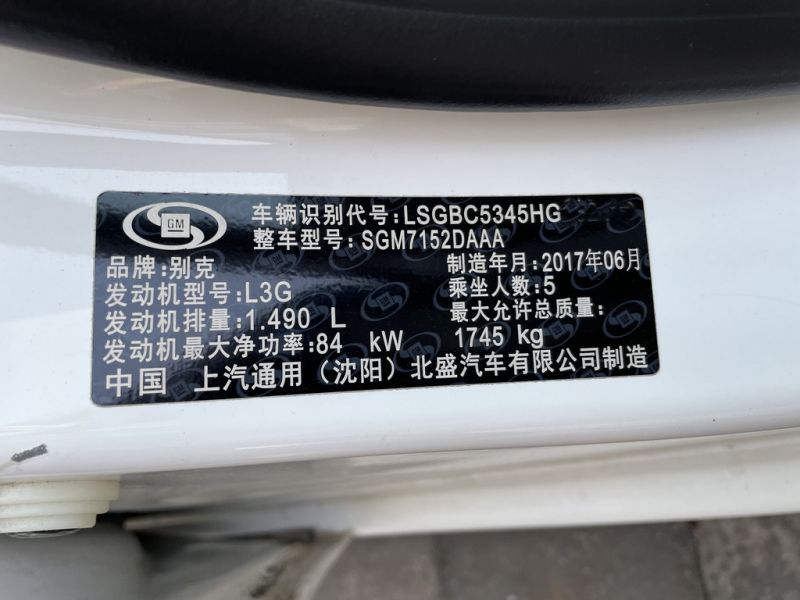 GM
车辆识别代号:LSGBC5345HG
整车型号:SGM7152DAAA
品牌:别克
制造年月:2017年06月
发动机型号:L3G
乘坐人数:5
发动机排量:1.490 L
最大允许总质量:
发动机最大净功率:84 kW
1745 kg
中国 上汽通用（沈阳）北盛汽车有限公司制造